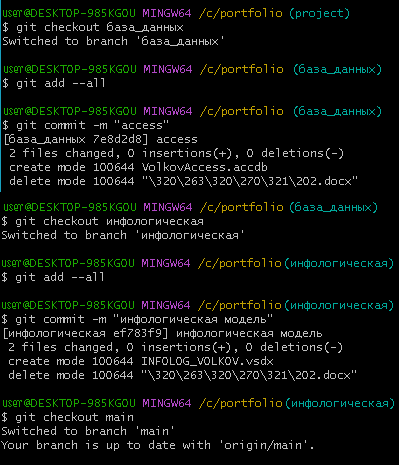 user@DESKTOP-985KGOU MINGW64 /c/portfolio (project)
$ git checkout база_данных
Switched to branch 'база_данных'
user@DESKTOP-985KGOU MINGW64 /c/portfolio (база_данных)
$ git add --all
user@DESKTOP-985KGOU MINGW64 /c/portfolio (база_данных)
$ git commit -m "access"
[база_данных 7e8d2d8] access
2 files changed, 0 insertions(+), 0 deletions(-)
create mode 100644 VolkovAccess.accdb
delete mode 100644 "\320\263\320\270\321\202.docx"
user@DESKTOP-985KGOU MINGW64 /c/portfolio (база_данных)
$ git checkout инфологическая
Switched to branch 'инфологическая'
user@DESKTOP-985KGOU MINGW64 /c/portfolio (инфологическая)
$ git add --all
user@DESKTOP-985KGOU MINGW64 /c/portfolio (инфологическая)
$ git commit -m "инфологическая модель"
[инфологическая ef783f9] инфологическая модель
2 files changed, 0 insertions(+), 0 deletions(-)
create mode 100644 INFOLOG_VOLKOV.vsdx
delete mode 100644 "\320\263\320\270\321\202.docx"
user@DESKTOP-985KGOU MINGW64 /c/portfolio (инфологическая)
$ git checkout main
Switched to branch 'main'
Your branch is up to date with 'origin/main'.